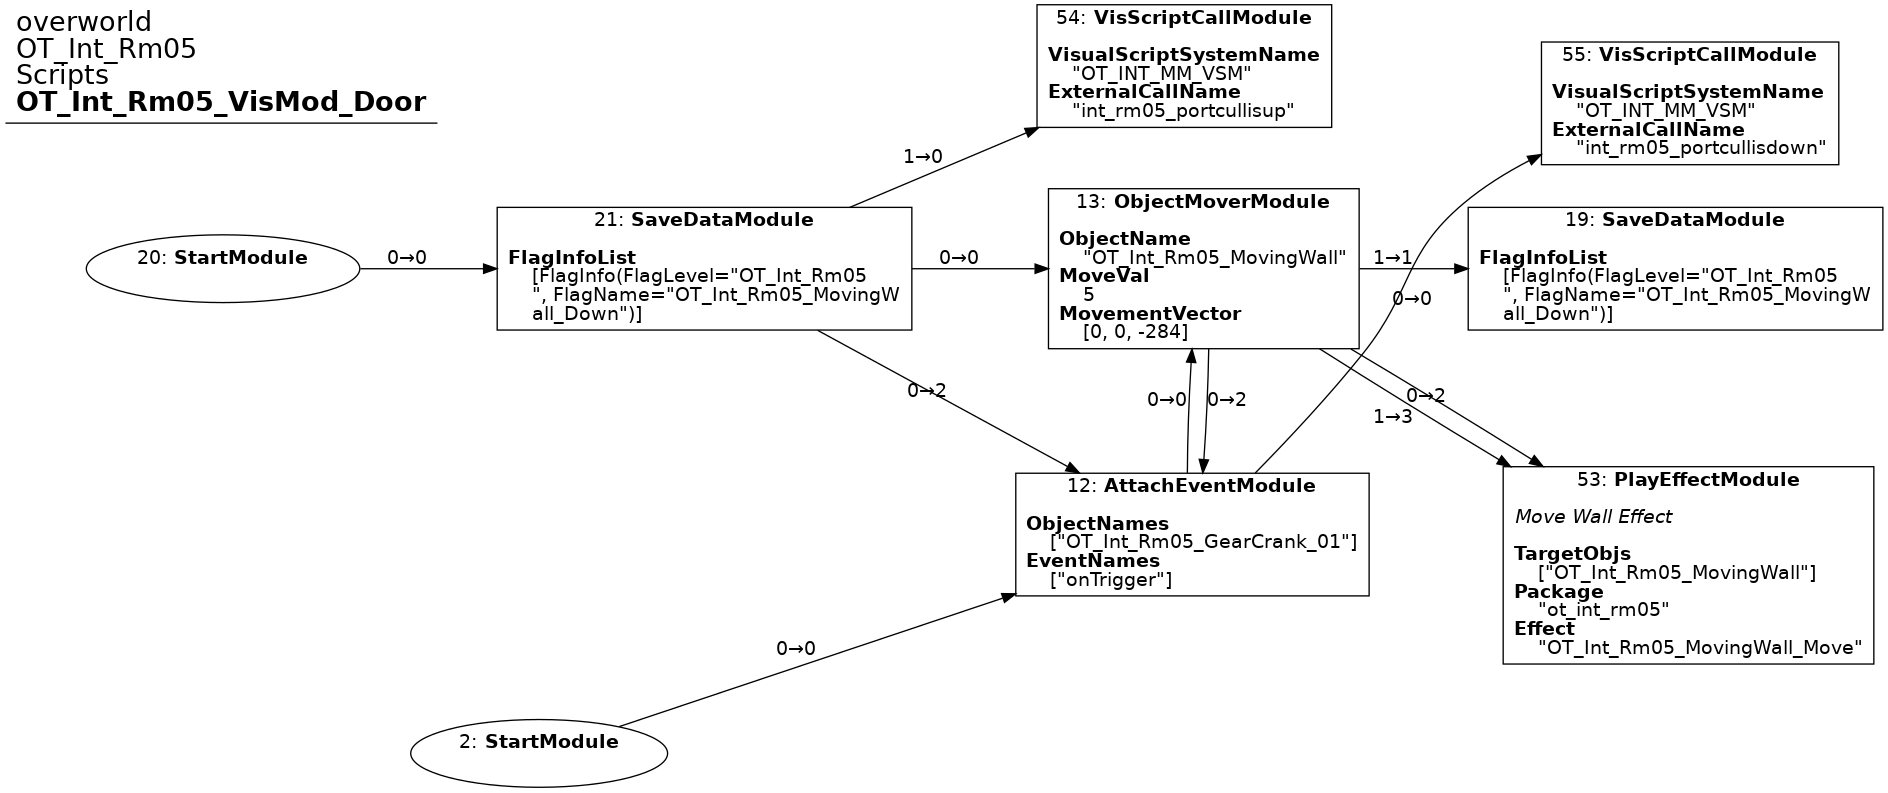 overworld
OT_Int_Rm05
Scripts
OT_Int_Rm05_VisMod_Door
54: VisScriptCallModule
VisualScriptSystemName
"OT_INT_MM_VSM"
ExternalCallName
"int_rm05_portcullisup"
55: VisScriptCallModule
VisualScriptSystemName
"OT_INT_MM_VSM"
ExternalCallName
"int_rm05_portcullisdown"
1→0
20: StartModule
0→0
21: SaveDataModule
FlagInfoList
[FlagInfo(FlagLevel="OT_Int_Rm05
", FlagName="OT_Int_Rm05_MovingW
all_Down")]
0→0
13: ObjectMoverModule
ObjectName
"OT_Int_Rm05_MovingWall"
MoveVal
5
MovementVector
[0, 0, -284]
1→1
0→0
19: SaveDataModule
FlagInfoList
[FlagInfo(FlagLevel="OT_Int_Rm05
", FlagName="OT_Int_Rm05_MovingW
all_Down")]
0→2
0→0
0→2
0→2
1→3
12: AttachEventModule
ObjectNames
["OT_Int_Rm05_GearCrank_01"]
EventNames
["onTrigger"]
53: PlayEffectModule
Move Wall Effect
TargetObjs
["OT_Int_Rm05_MovingWall"]
Package
"ot_int_rm05"
Effect
"OT_Int_Rm05_MovingWall_Move"
0→0
2: StartModule